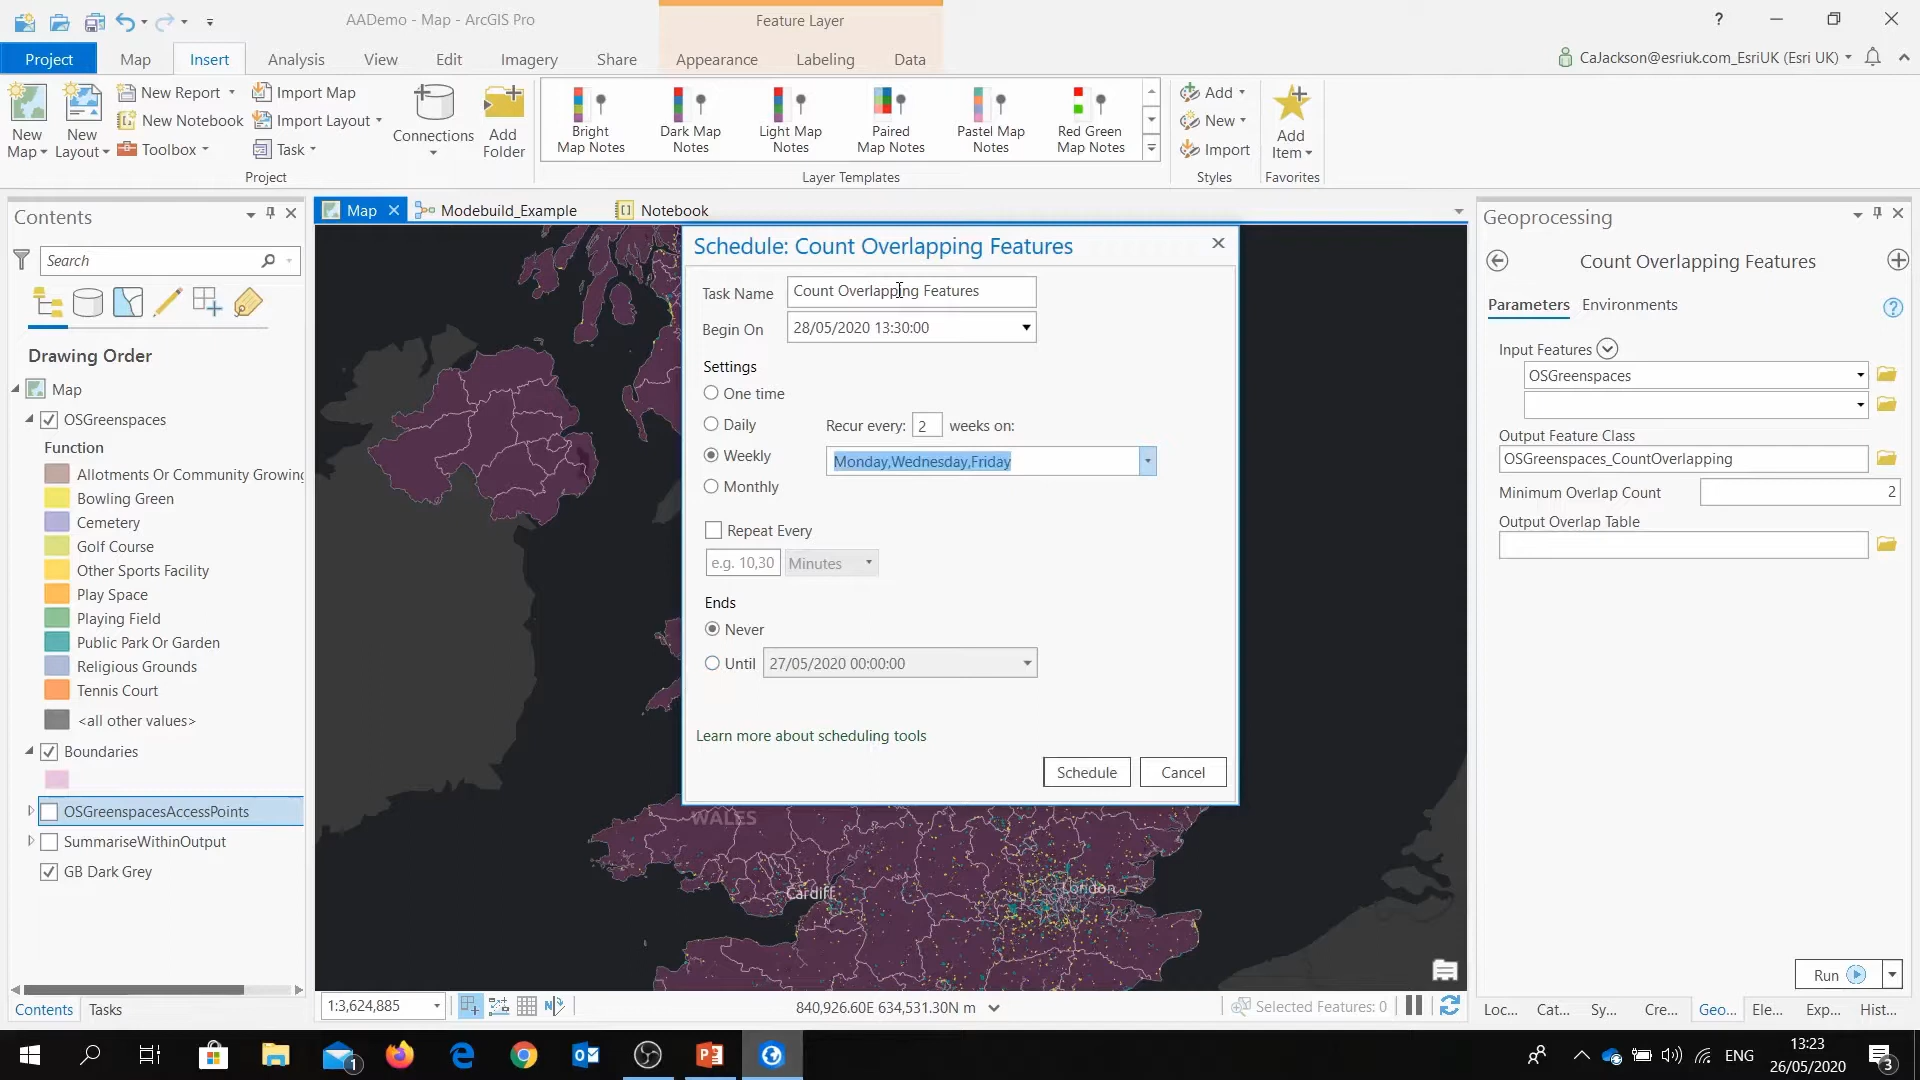 AADemo - Map - ArcGIS Pro
Feature Layer
?
Project
Map
Insert
Analysis
View
Edit
Imagery
Share
Appearance
Labeling
Data
CaJackson@esriuk.com_EsriUK (Esri UK)
New Map
New Layout
New Report
New Notebook
Toolbox
Import Map
Import Layout
Task
Connections
Add Folder
Project
Bright Map Notes
Dark Map Notes
Light Map Notes
Paired Map Notes
Pastel Map Notes
Red Green Map Notes
Layer Templates
Add
New
Import
Styles
Add Item
Favorites
Contents
Search
Drawing Order
Map
OSGreenspaces
Function
Allotments Or Community Growing
Bowling Green
Cemetery
Golf Course
Other Sports Facility
Play Space
Playing Field
Public Park Or Garden
Religious Grounds
Tennis Court
<all other values>
Boundaries
OSGreenspacesAccessPoints
SummariseWithinOutput
GB Dark Grey
Contents
Tasks
Map
Modebuild_Example
Notebook
Schedule: Count Overlapping Features
Task Name
Count Overlapping Features
Begin On
28/05/2020 13:30:00
Settings
One time
Daily
Weekly
Monthly
Recur every: 2 weeks on:
Monday,Wednesday,Friday
Repeat Every
e.g. 10,30
Minutes
Ends
Never
Until
27/05/2020 00:00:00
Learn more about scheduling tools
Schedule
Cancel
WALES
Cardiff
London
1:3,624,885
840,926.60E 634,531.30N m
Selected Features: 0
Geoprocessing
Count Overlapping Features
Parameters
Environments
?
Input Features
OSGreenspaces
Output Feature Class
OSGreenspaces_CountOverlapping
Minimum Overlap Count
2
Output Overlap Table
Run
Loc...
Cat...
Sy...
Cre...
Geo...
Ele...
Exp...
Hist...
1
ENG
13:23
26/05/2020
3